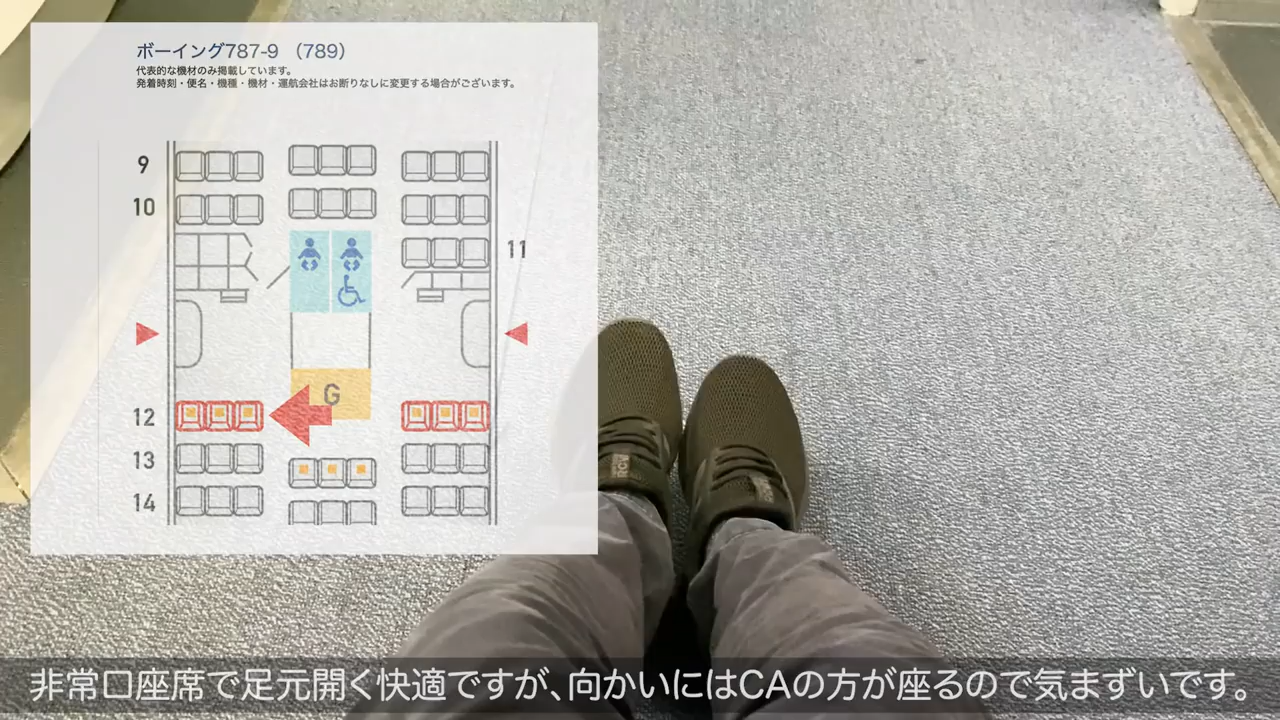 ボーイング787-9 （789）
代表的な機材のみ掲載しています。
発着時刻・便名・機種・機材・運航会社はお断りなしに変更する場合がございます。
9
10
11
G
12
13
14
非常口座席で足元開く快適ですが、向かいにはCAの方が座るので気まずいです。